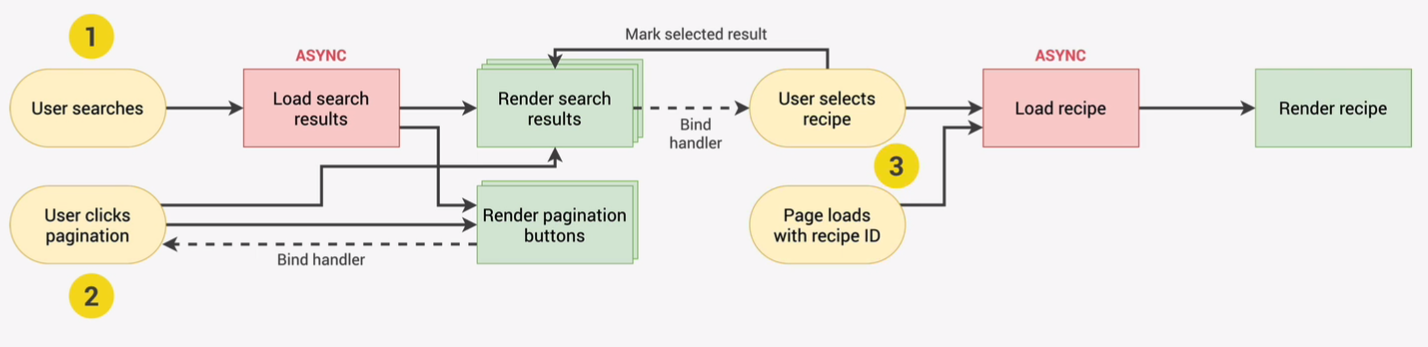 1
User searches
ASYNC
Load search
results
Render search
results
Mark selected result
Bind
handler
User selects
recipe
ASYNC
Load recipe
Render recipe
2
User clicks
pagination
Bind handler
Render pagination
buttons
3
Page loads
with recipe ID